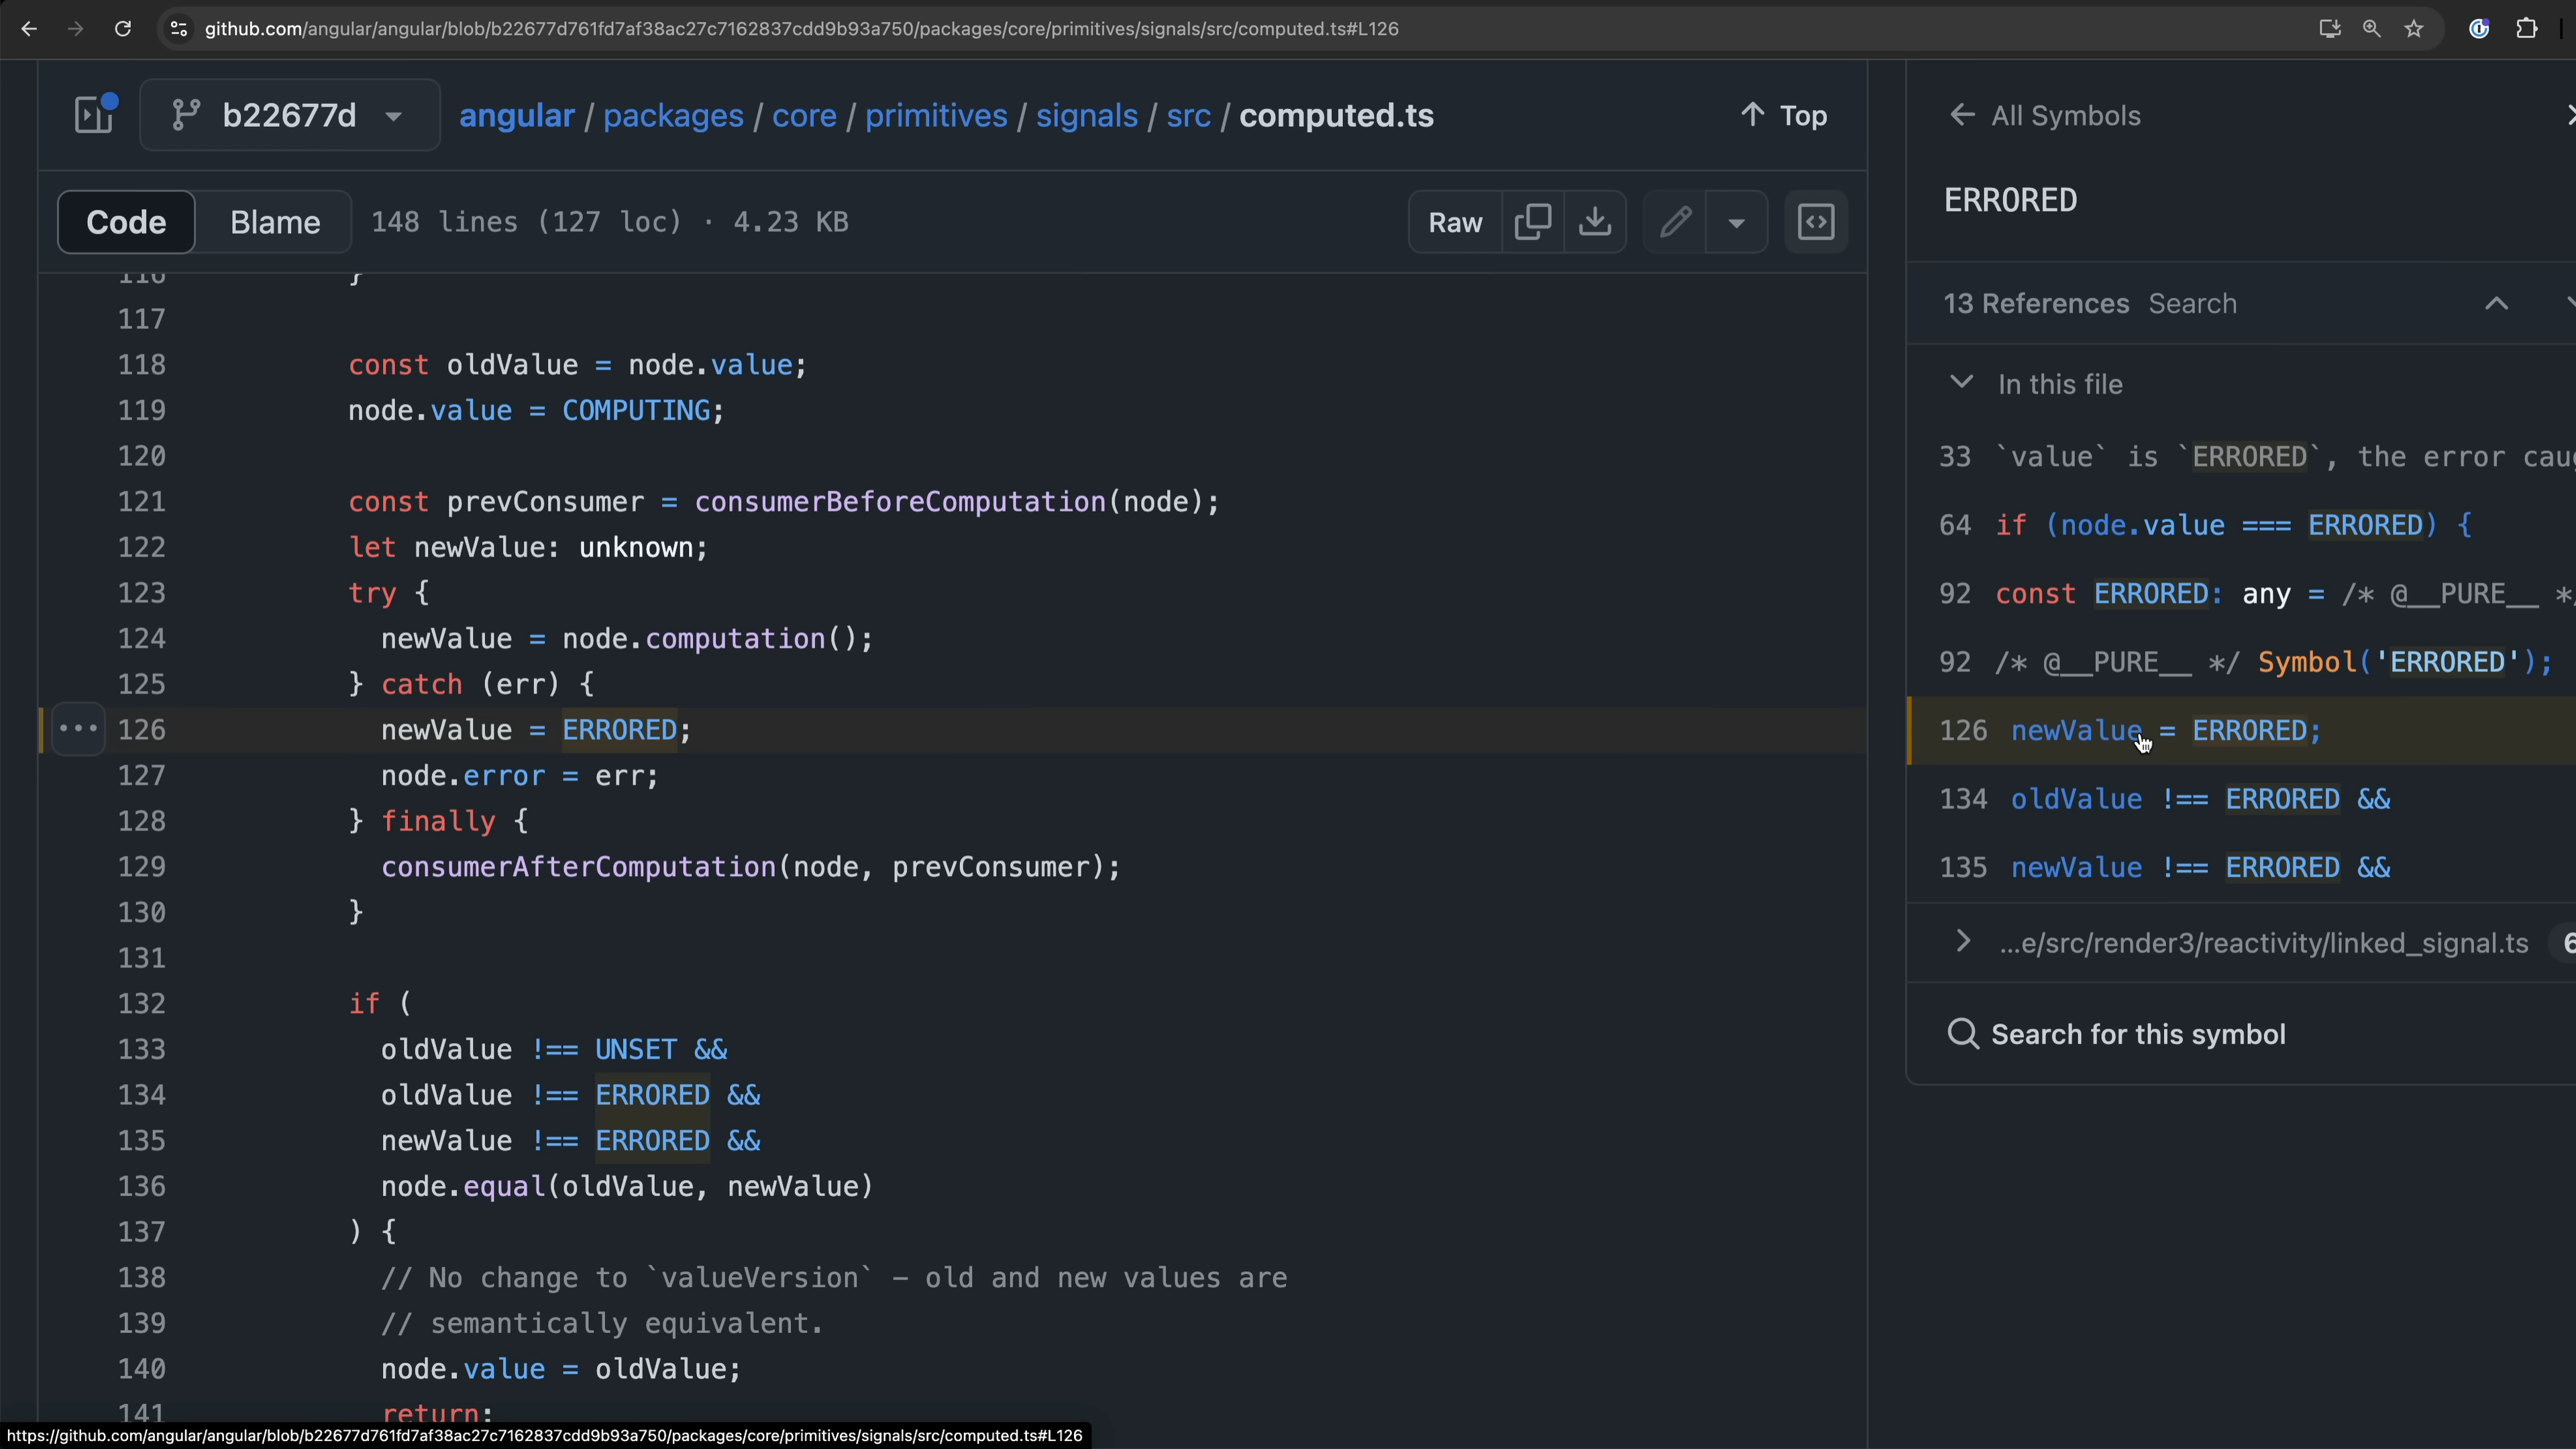 github.com/angular/angular/blob/b22677d761fd7af38ac27c7162837cdd9b93a750/packages/core/primitives/signals/src/computed.ts#L126
b22677d
angular / packages / core / primitives / signals / src / computed.ts
Top
Code
Blame
148 lines (127 loc) · 4.23 KB
Raw
116 }
117
118 const oldValue = node.value;
119 node.value = COMPUTING;
120
121 const prevConsumer = consumerBeforeComputation(node);
122 let newValue: unknown;
123 try {
124 newValue = node.computation();
125 } catch (err) {
126 newValue = ERRORED;
127 node.error = err;
128 } finally {
129 consumerAfterComputation(node, prevConsumer);
130 }
131
132 if (
133 oldValue !== UNSET &&
134 oldValue !== ERRORED &&
135 newValue !== ERRORED &&
136 node.equal(oldValue, newValue)
137 ) {
138 // No change to `valueVersion` – old and new values are
139 // semantically equivalent.
140 node.value = oldValue;
141 return;
All Symbols
ERRORED
13 References Search
In this file
33 `value` is `ERRORED`, the error cau
64 if (node.value === ERRORED) {
92 const ERRORED: any = /* @__PURE__ *
92 /* @__PURE__ */ Symbol('ERRORED');
126 newValue = ERRORED;
134 oldValue !== ERRORED &&
135 newValue !== ERRORED &&
...e/src/render3/reactivity/linked_signal.ts 6
Search for this symbol
https://github.com/angular/angular/blob/b22677d761fd7af38ac27c7162837cdd9b93a750/packages/core/primitives/signals/src/computed.ts#L126